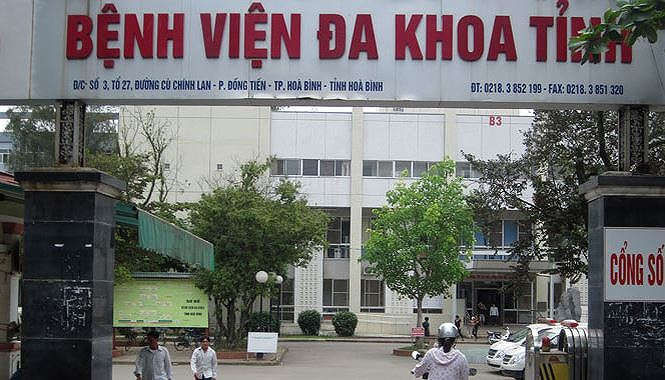 BỆNH VIỆN ĐA KHOA TỈNH
Đ/C- SỐ 3, TỔ 27, ĐƯỜNG CÙ CHÍNH LAN - P. ĐỒNG TIẾN - TP. HOÀ BÌNH - TỈNH HOÀ BÌNH
ĐT: 0218. 3 852 199 - FAX: 0218. 3 851 320
B3
CỔNG SỐ